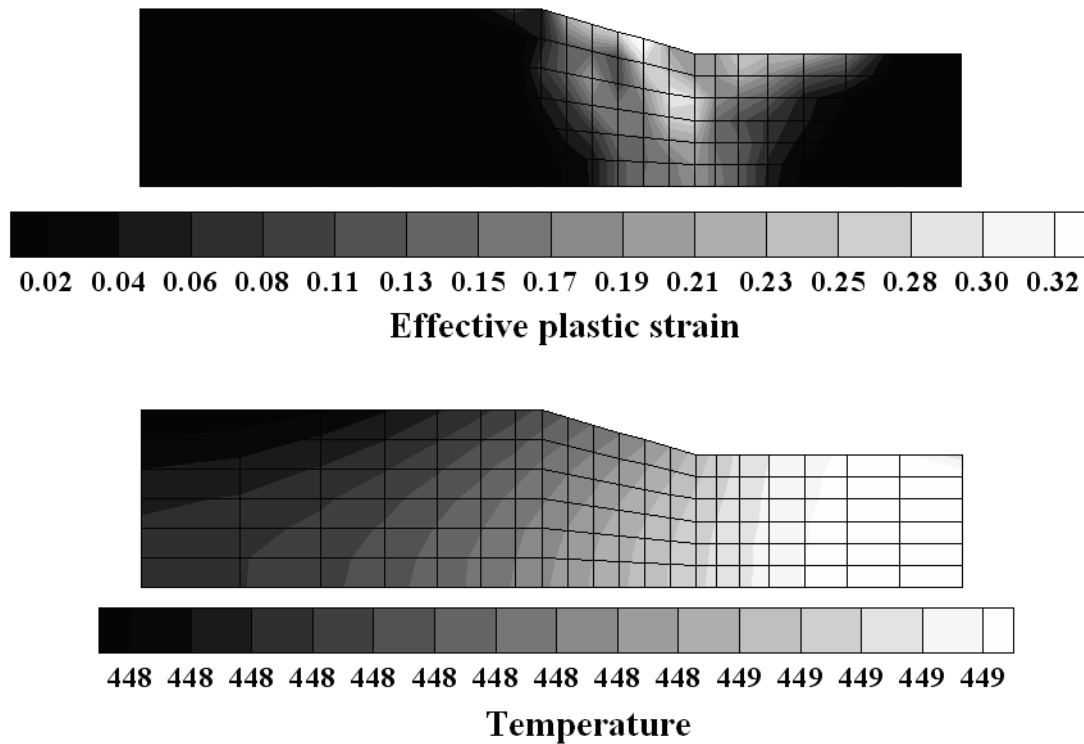 0.02 0.04 0.06 0.08 0.11 0.13 0.15 0.17 0.19 0.21 0.23 0.25 0.28 0.30 0.32
Effective plastic strain
448 448 448 448 448 448 448 448 448 448 449 449 449 449 449
Temperature